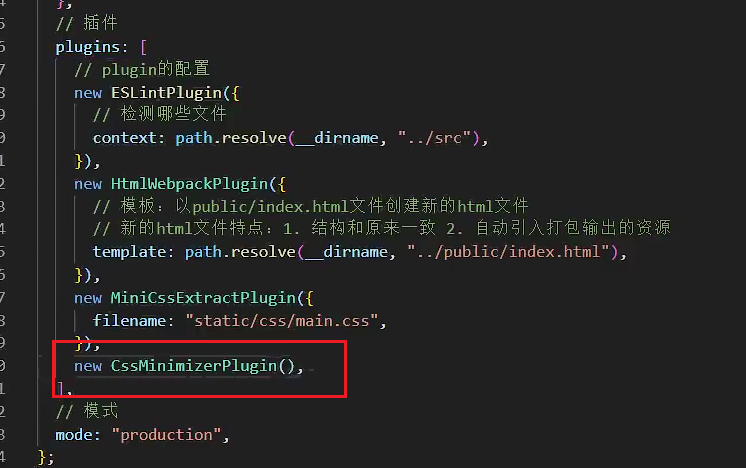 },
// 插件
plugins: [
// plugin的配置
new ESLintPlugin({
// 检测哪些文件
context: path.resolve(__dirname, "../src"),
}),
new HtmlWebpackPlugin({
// 模板: 以public/index.html文件创建新的html文件
// 新的html文件特点: 1. 结构和原来一致 2. 自动引入打包输出的资源
template: path.resolve(__dirname, "../public/index.html"),
}),
new MiniCssExtractPlugin({
filename: "static/css/main.css",
}),
new CssMinimizerPlugin(),
],
// 模式
mode: "production",
};